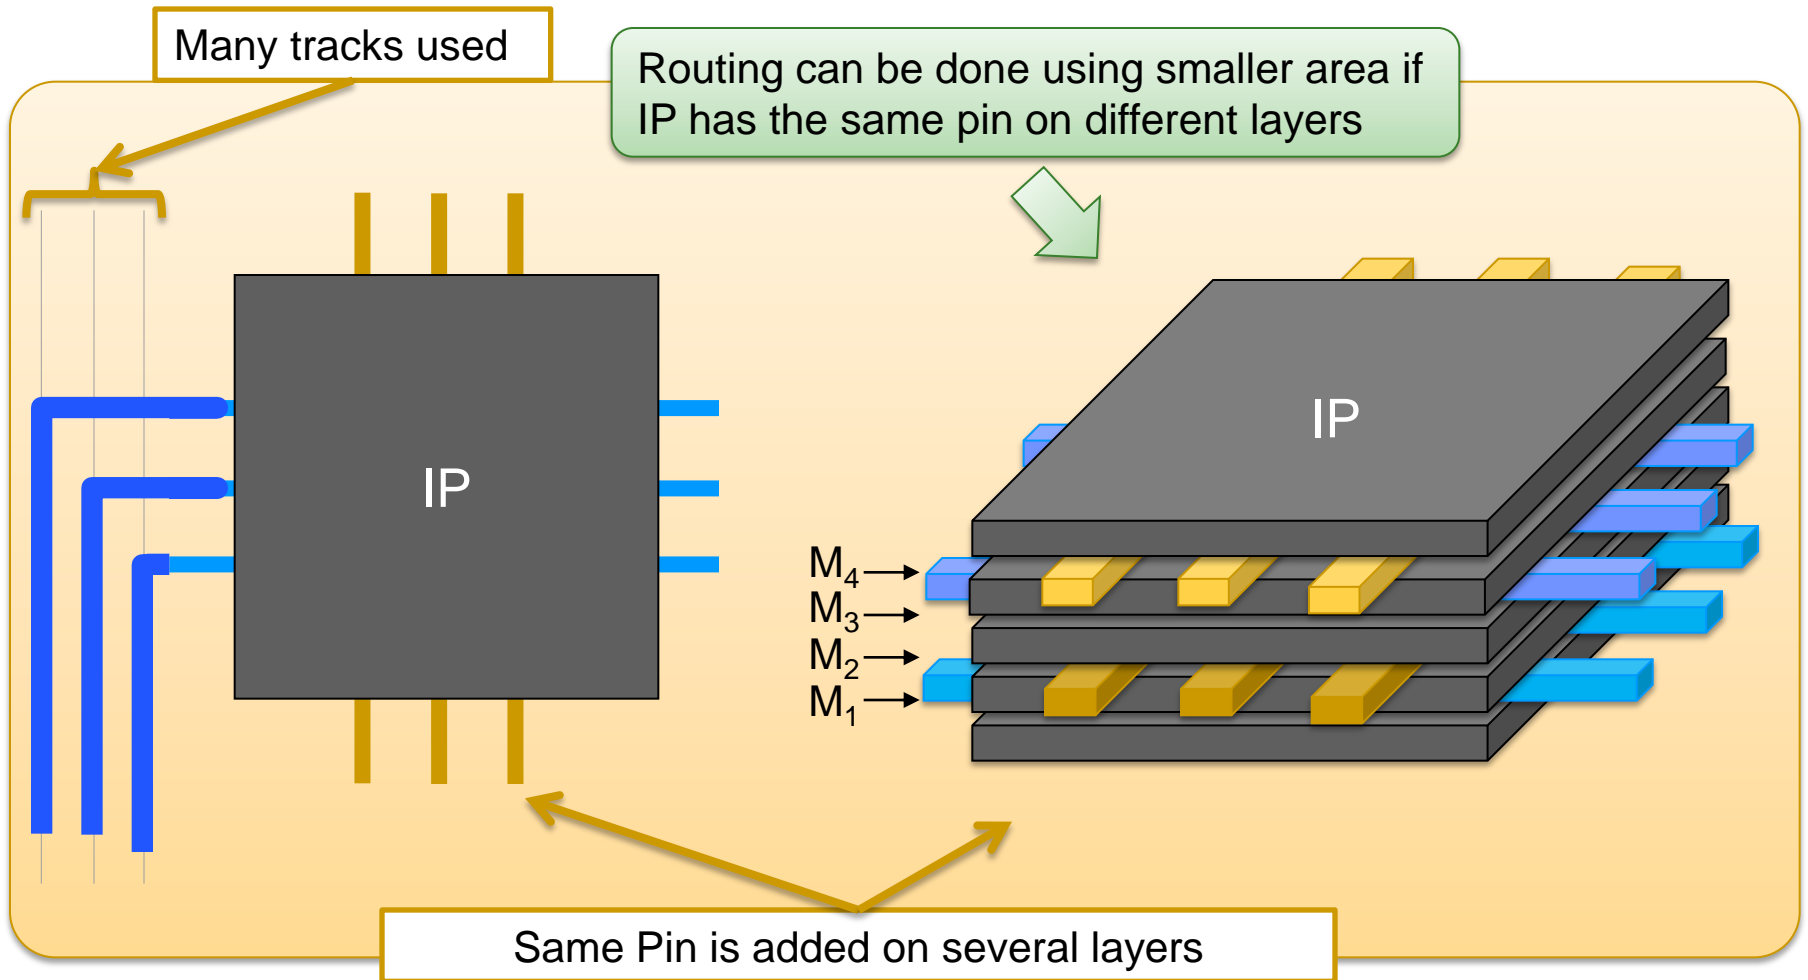 Many tracks used
Routing can be done using smaller area if
IP has the same pin on different layers
IP
IP
M₄
M₃
M₂
M₁
Same Pin is added on several layers